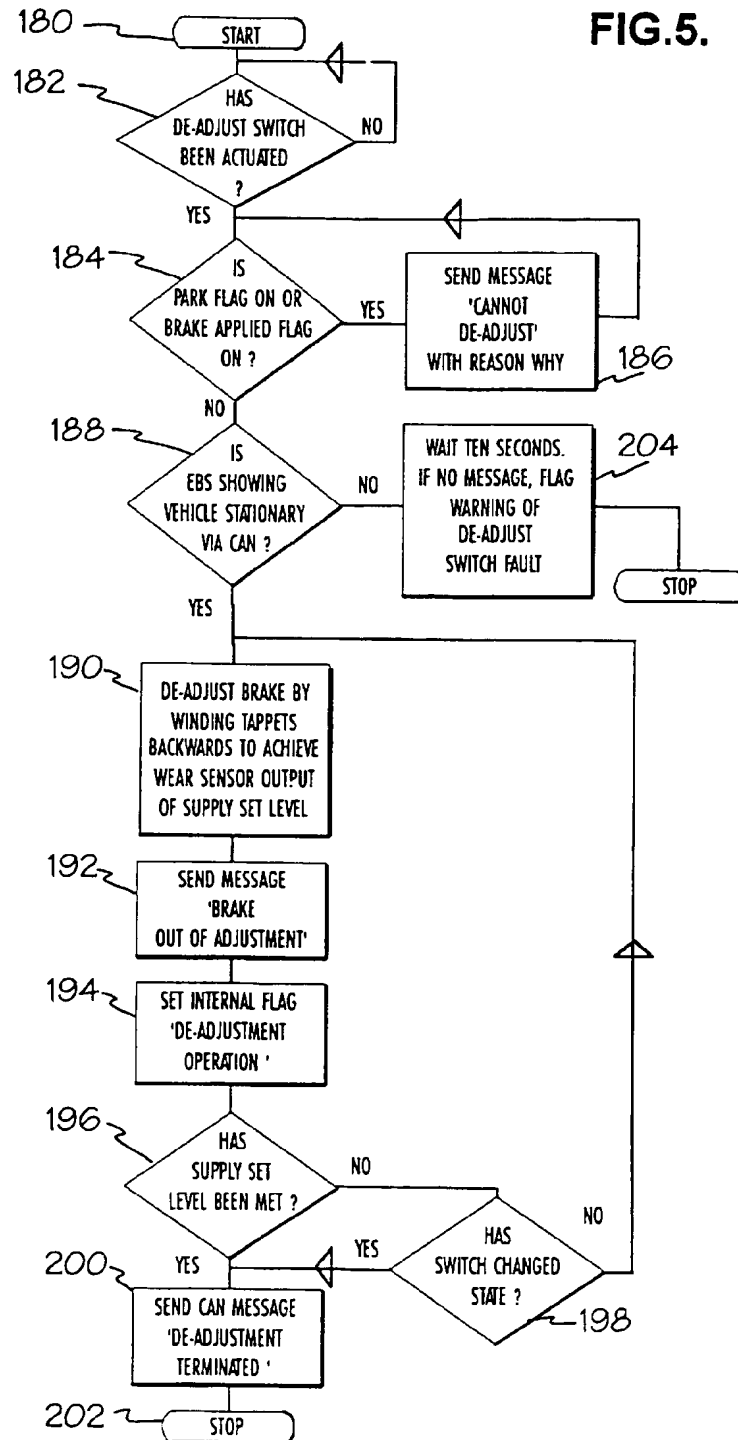 FIG.5.
180
START
182
HAS
DE-ADJUST SWITCH
BEEN ACTUATED
?
NO
YES
184
IS
PARK FLAG ON OR
BRAKE APPLIED FLAG
ON ?
YES
SEND MESSAGE
'CANNOT
DE-ADJUST'
WITH REASON WHY
186
NO
188
IS
EBS SHOWING
VEHICLE STATIONARY
VIA CAN ?
NO
WAIT TEN SECONDS.
IF NO MESSAGE, FLAG
WARNING OF
DE-ADJUST
SWITCH FAULT
204
STOP
YES
190
DE-ADJUST BRAKE BY
WINDING TAPPETS
BACKWARDS TO ACHIEVE
WEAR SENSOR OUTPUT
OF SUPPLY SET LEVEL
192
SEND MESSAGE
'BRAKE
OUT OF ADJUSTMENT'
194
SET INTERNAL FLAG
'DE-ADJUSTMENT
OPERATION '
196
HAS
SUPPLY SET
LEVEL BEEN MET ?
NO
YES
HAS
SWITCH CHANGED
STATE ?
NO
YES
198
200
SEND CAN MESSAGE
'DE-ADJUSTMENT
TERMINATED '
202
STOP